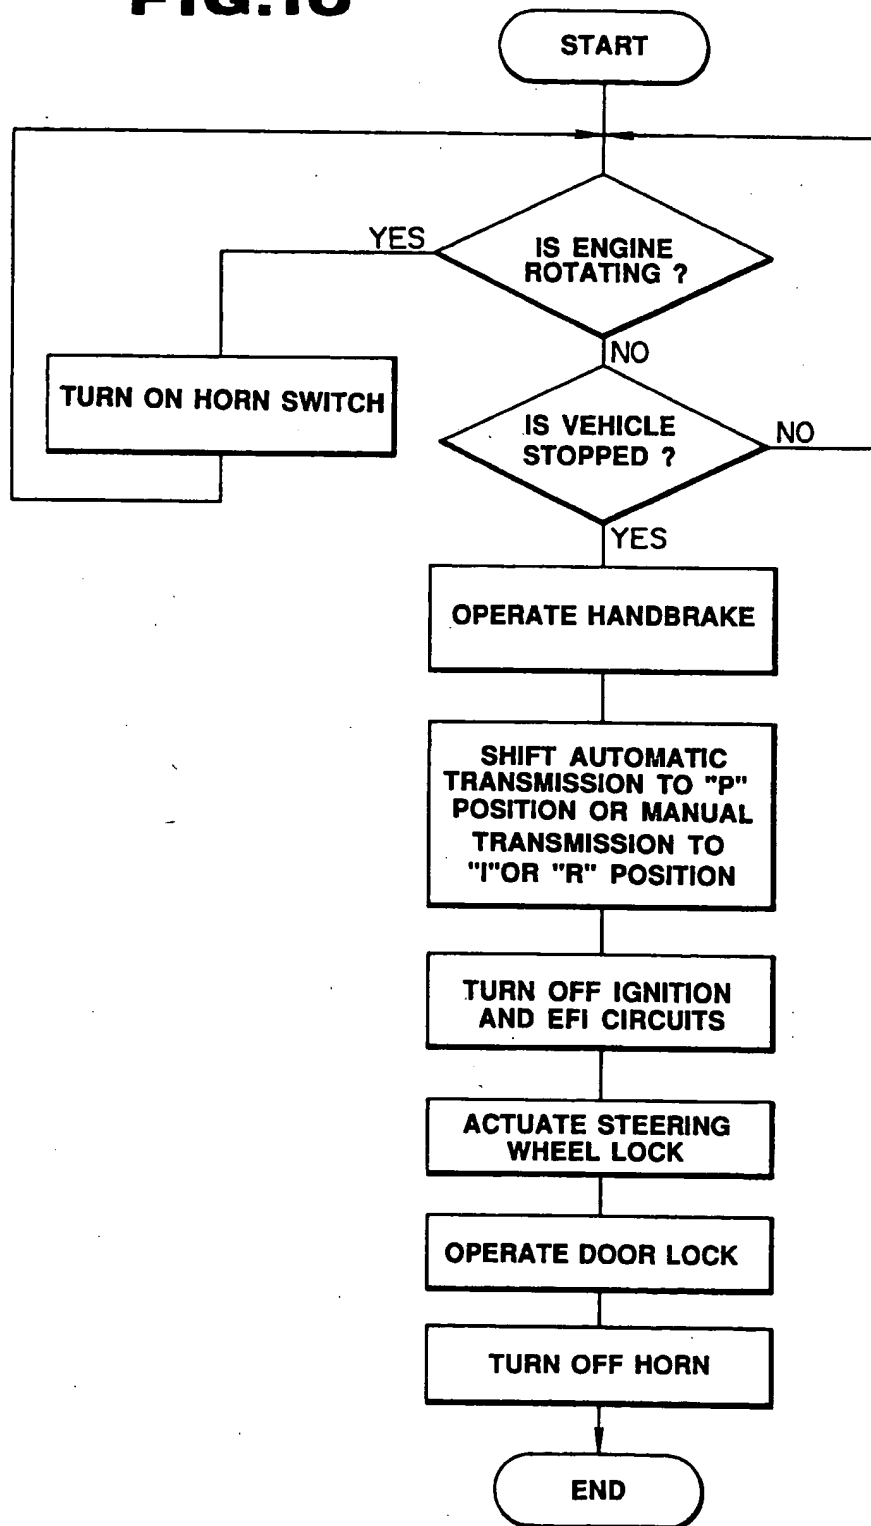 START
YES
IS ENGINE
ROTATING ?
NO
TURN ON HORN SWITCH
IS VEHICLE
STOPPED ?
NO
YES
OPERATE HANDBRAKE
SHIFT AUTOMATIC
TRANSMISSION TO "P"
POSITION OR MANUAL
TRANSMISSION TO
"I"OR "R" POSITION
TURN OFF IGNITION
AND EFI CIRCUITS
ACTUATE STEERING
WHEEL LOCK
OPERATE DOOR LOCK
TURN OFF HORN
END